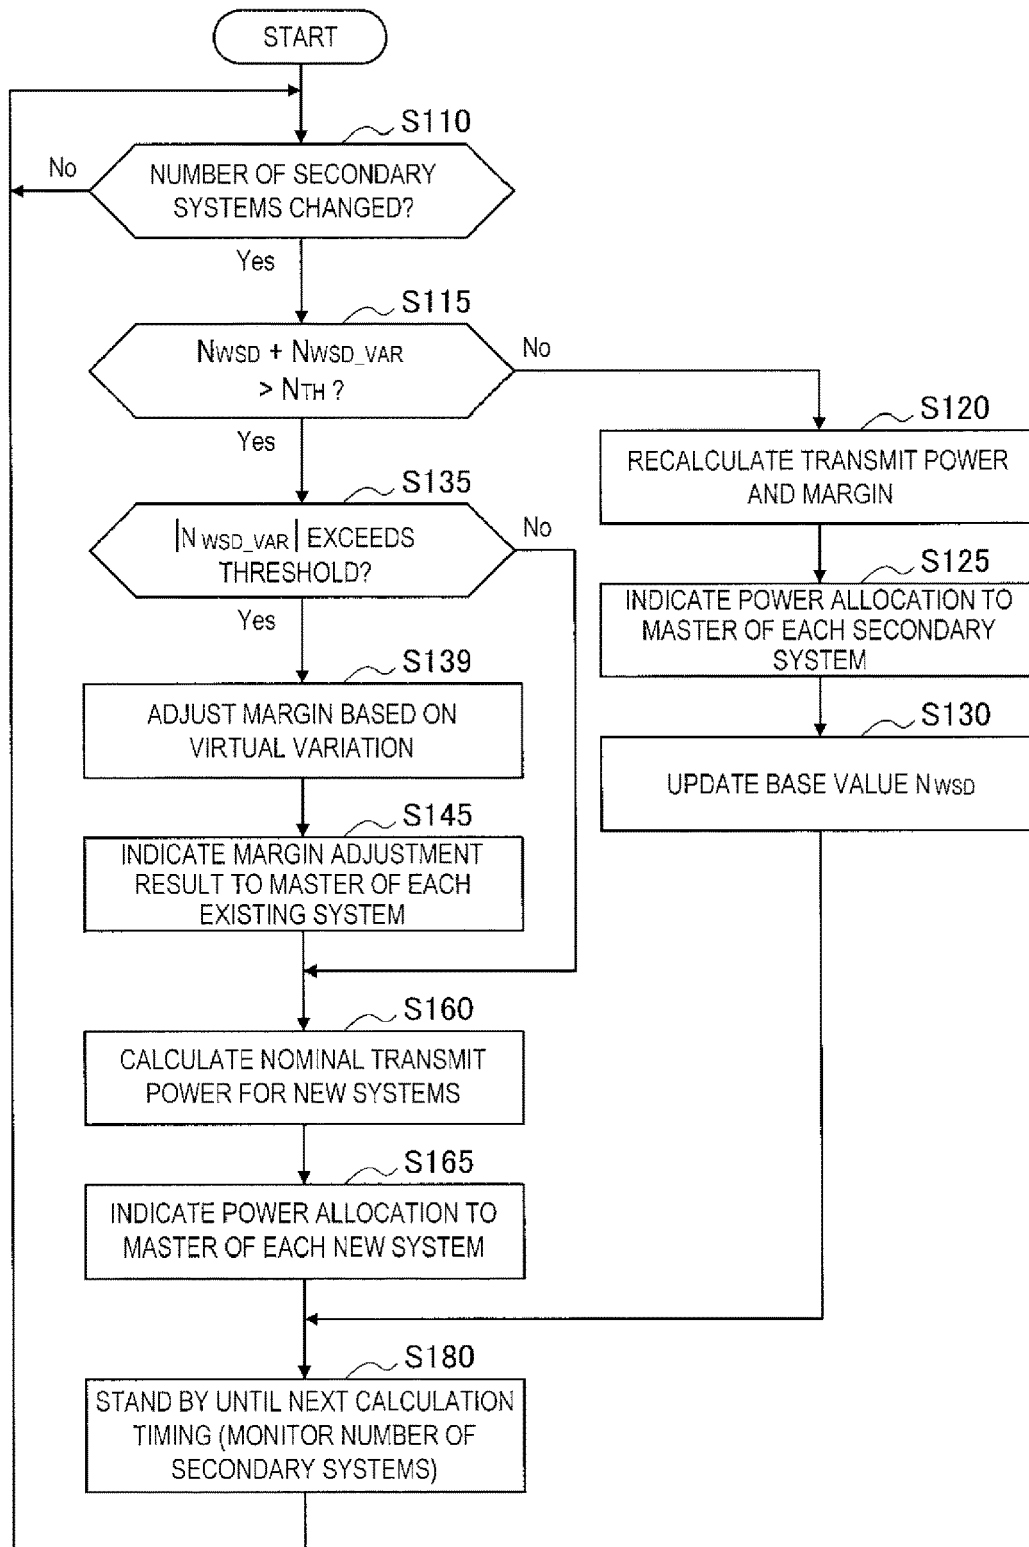 START
S110
No
NUMBER OF SECONDARY
SYSTEMS CHANGED?
Yes
S115
NWSD + NWSD_VAR
> NTH ?
No
Yes
S120
RECALCULATE TRANSMIT POWER
AND MARGIN
S135
|NWSD_VAR| EXCEEDS
THRESHOLD?
No
Yes
S125
INDICATE POWER ALLOCATION TO
MASTER OF EACH SECONDARY
SYSTEM
S139
ADJUST MARGIN BASED ON
VIRTUAL VARIATION
S130
UPDATE BASE VALUE NWSD
S145
INDICATE MARGIN ADJUSTMENT
RESULT TO MASTER OF EACH
EXISTING SYSTEM
S160
CALCULATE NOMINAL TRANSMIT
POWER FOR NEW SYSTEMS
S165
INDICATE POWER ALLOCATION TO
MASTER OF EACH NEW SYSTEM
S180
STAND BY UNTIL NEXT CALCULATION
TIMING (MONITOR NUMBER OF
SECONDARY SYSTEMS)